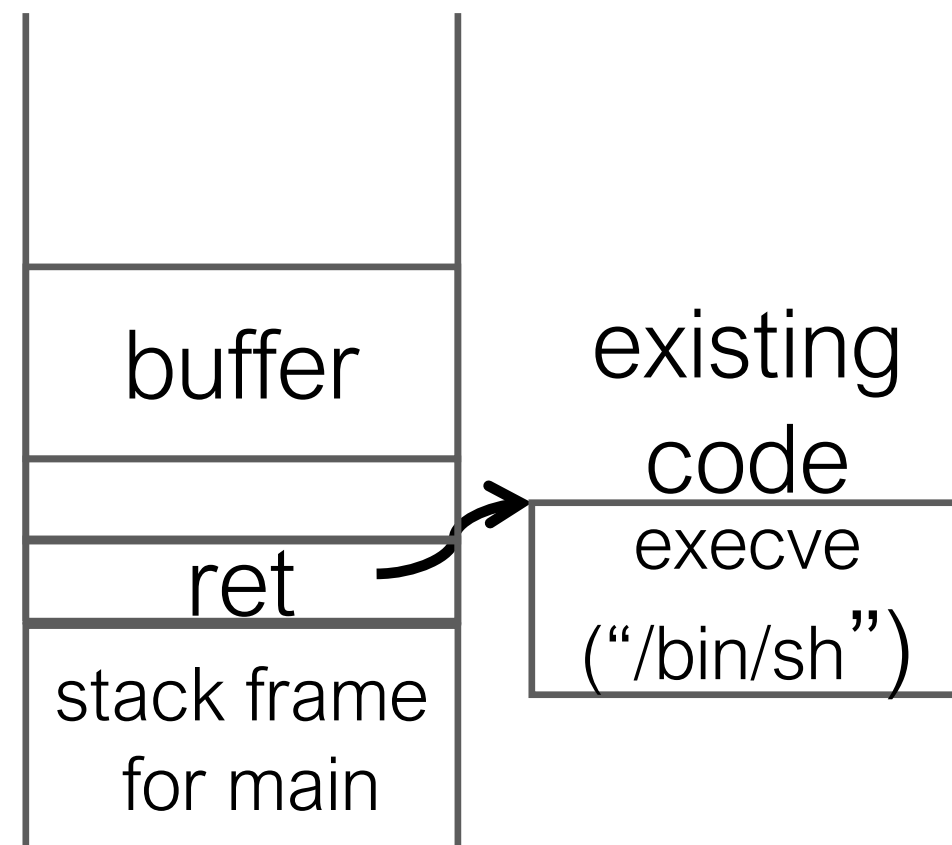 buffer
ret
stack frame
for main
existing
code
execve
(“/bin/sh”)